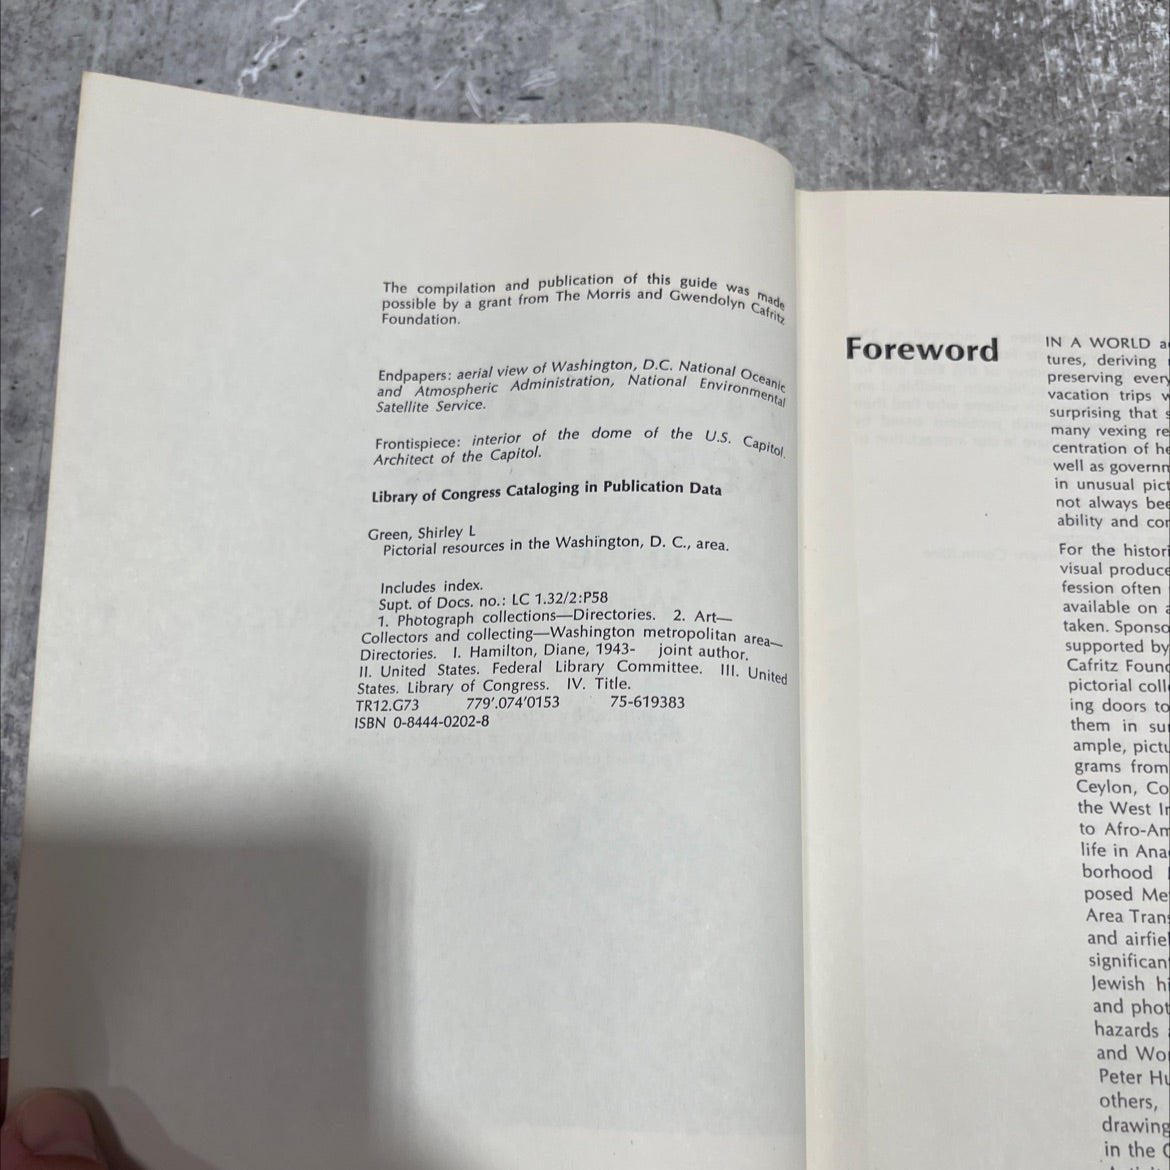 The compilation and publication of this guide was made
possible by a grant from The Morris and Gwendolyn Cafritz
Foundation.
Endpapers: aerial view of Washington, D.C. National Oceanic
and Atmospheric Administration, National Environmental
Satellite Service.
Frontispiece: interior of the dome of the U.S. Capitol.
Architect of the Capitol.
Library of Congress Cataloging in Publication Data
Green, Shirley L
Pictorial resources in the Washington, D. C., area.
Includes index.
Supt. of Docs. no.: LC 1.32/2:P58
1. Photograph collections—Directories. 2. Art—
Collectors and collecting—Washington metropolitan area—
Directories. I. Hamilton, Diane, 1943- joint author.
II. United States. Federal Library Committee. III. United
States. Library of Congress. IV. Title.
TR12.G73 779'.074'0153 75-619383
ISBN 0-8444-0202-8
Foreword
IN A WORLD
tures, deriving
preserving every
vacation trips
surprising that
many vexing
centration of
well as
in unusual
not always
ability and
For the
visual
fession often
available on
taken.
supported by
Cafritz
pictorial
ing doors to
them in
ample,
grams from
Ceylon,
the West
to
life in
borhood
posed
Area
and
Jewish
and
hazards
and
Peter
others,
in the